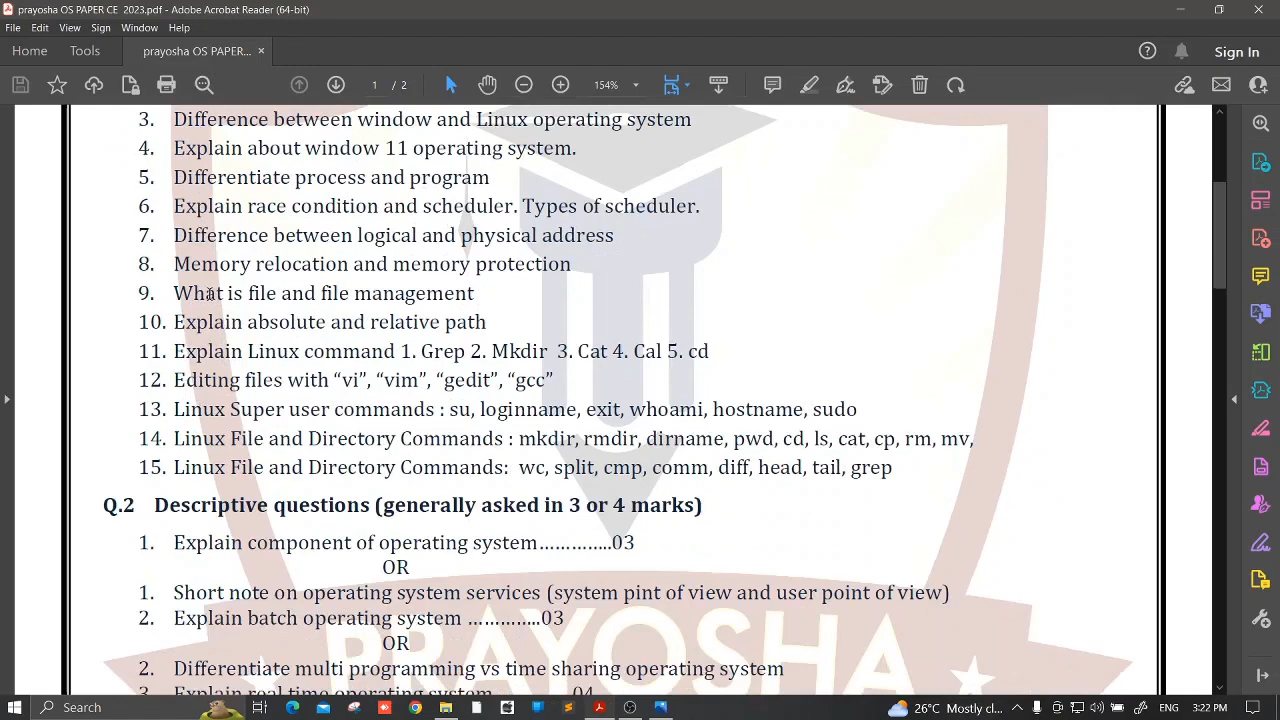 prayosha OS PAPER CE 2023.pdf - Adobe Acrobat Reader (64-bit)
File Edit View Sign Window Help
Home Tools prayosha OS PAPER... × Sign In
1 / 2 154%
3. Difference between window and Linux operating system
4. Explain about window 11 operating system.
5. Differentiate process and program
6. Explain race condition and scheduler. Types of scheduler.
7. Difference between logical and physical address
8. Memory relocation and memory protection
9. What is file and file management
10. Explain absolute and relative path
11. Explain Linux command 1. Grep 2. Mkdir 3. Cat 4. Cal 5. cd
12. Editing files with “vi”, “vim”, “gedit”, “gcc”
13. Linux Super user commands : su, loginname, exit, whoami, hostname, sudo
14. Linux File and Directory Commands : mkdir, rmdir, dirname, pwd, cd, ls, cat, cp, rm, mv,
15. Linux File and Directory Commands: wc, split, cmp, comm, diff, head, tail, grep
Q.2 Descriptive questions (generally asked in 3 or 4 marks)
1. Explain component of operating system…………..03
OR
1. Short note on operating system services (system pint of view and user point of view)
2. Explain batch operating system …………..03
OR
2. Differentiate multi programming vs time sharing operating system
3. Explain real time operating system …………..04
PRAYOSHA
Search 26°C Mostly cl... ENG 3:22 PM